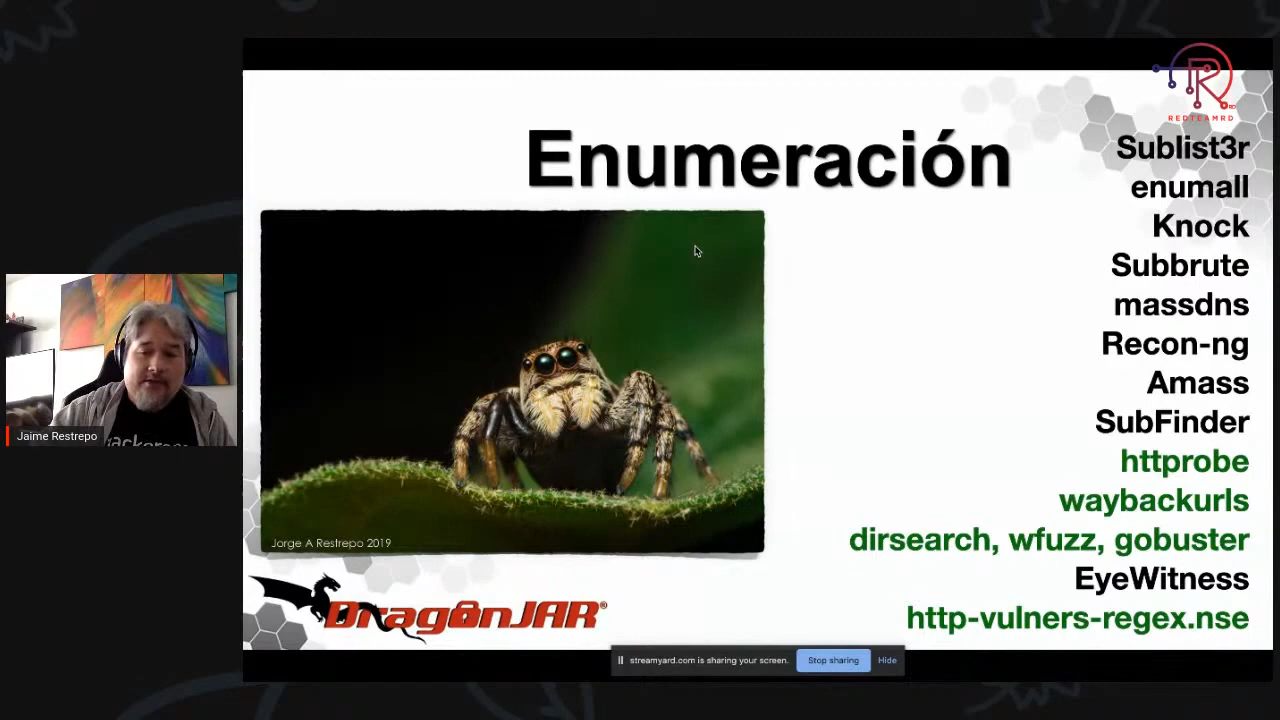 REDTEAMRD
Enumeración
Sublist3r
enumall
Knock
Subbrute
massdns
Recon-ng
Amass
SubFinder
httprobe
waybackurls
dirsearch, wfuzz, gobuster
EyeWitness
http-vulners-regex.nse
Jorge A Restrepo 2019
DragonJAR®
Jaime Restrepo
streamyard.com is sharing your screen.
Stop sharing
Hide